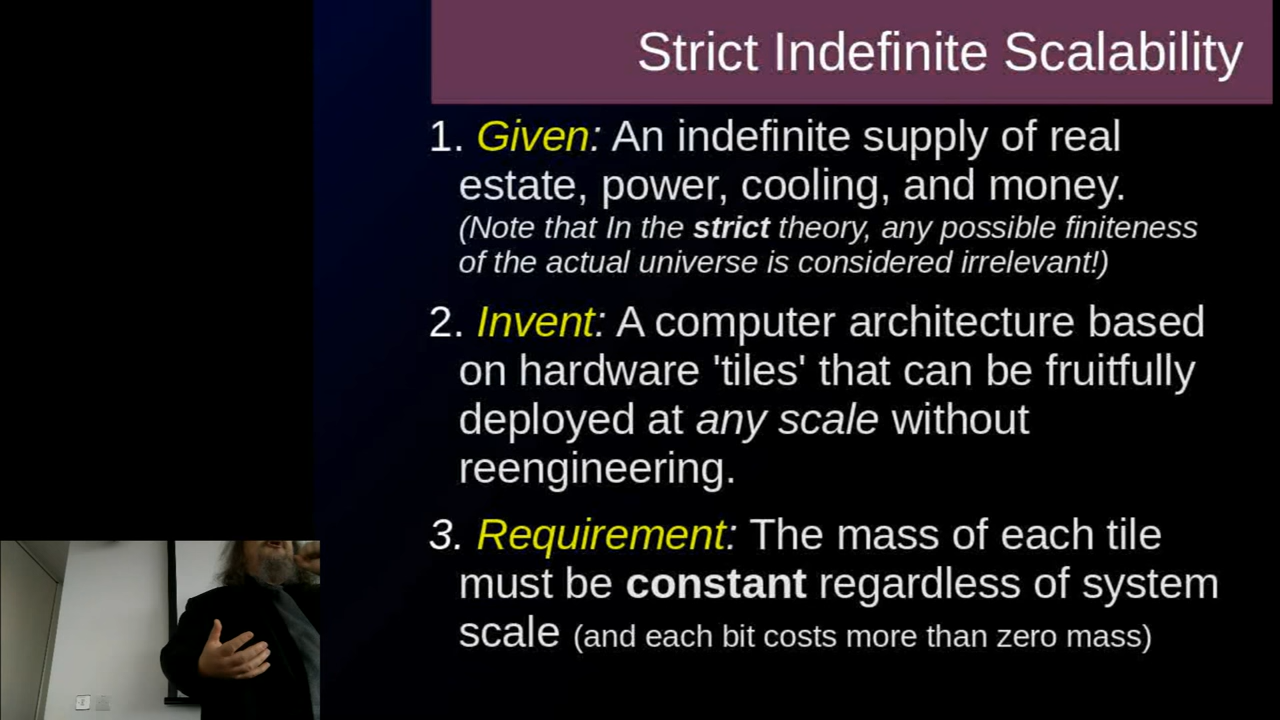 Strict Indefinite Scalability
1. Given: An indefinite supply of real
estate, power, cooling, and money.
(Note that In the strict theory, any possible finiteness
of the actual universe is considered irrelevant!)
2. Invent: A computer architecture based
on hardware 'tiles' that can be fruitfully
deployed at any scale without
reengineering.
3. Requirement: The mass of each tile
must be constant regardless of system
scale (and each bit costs more than zero mass)